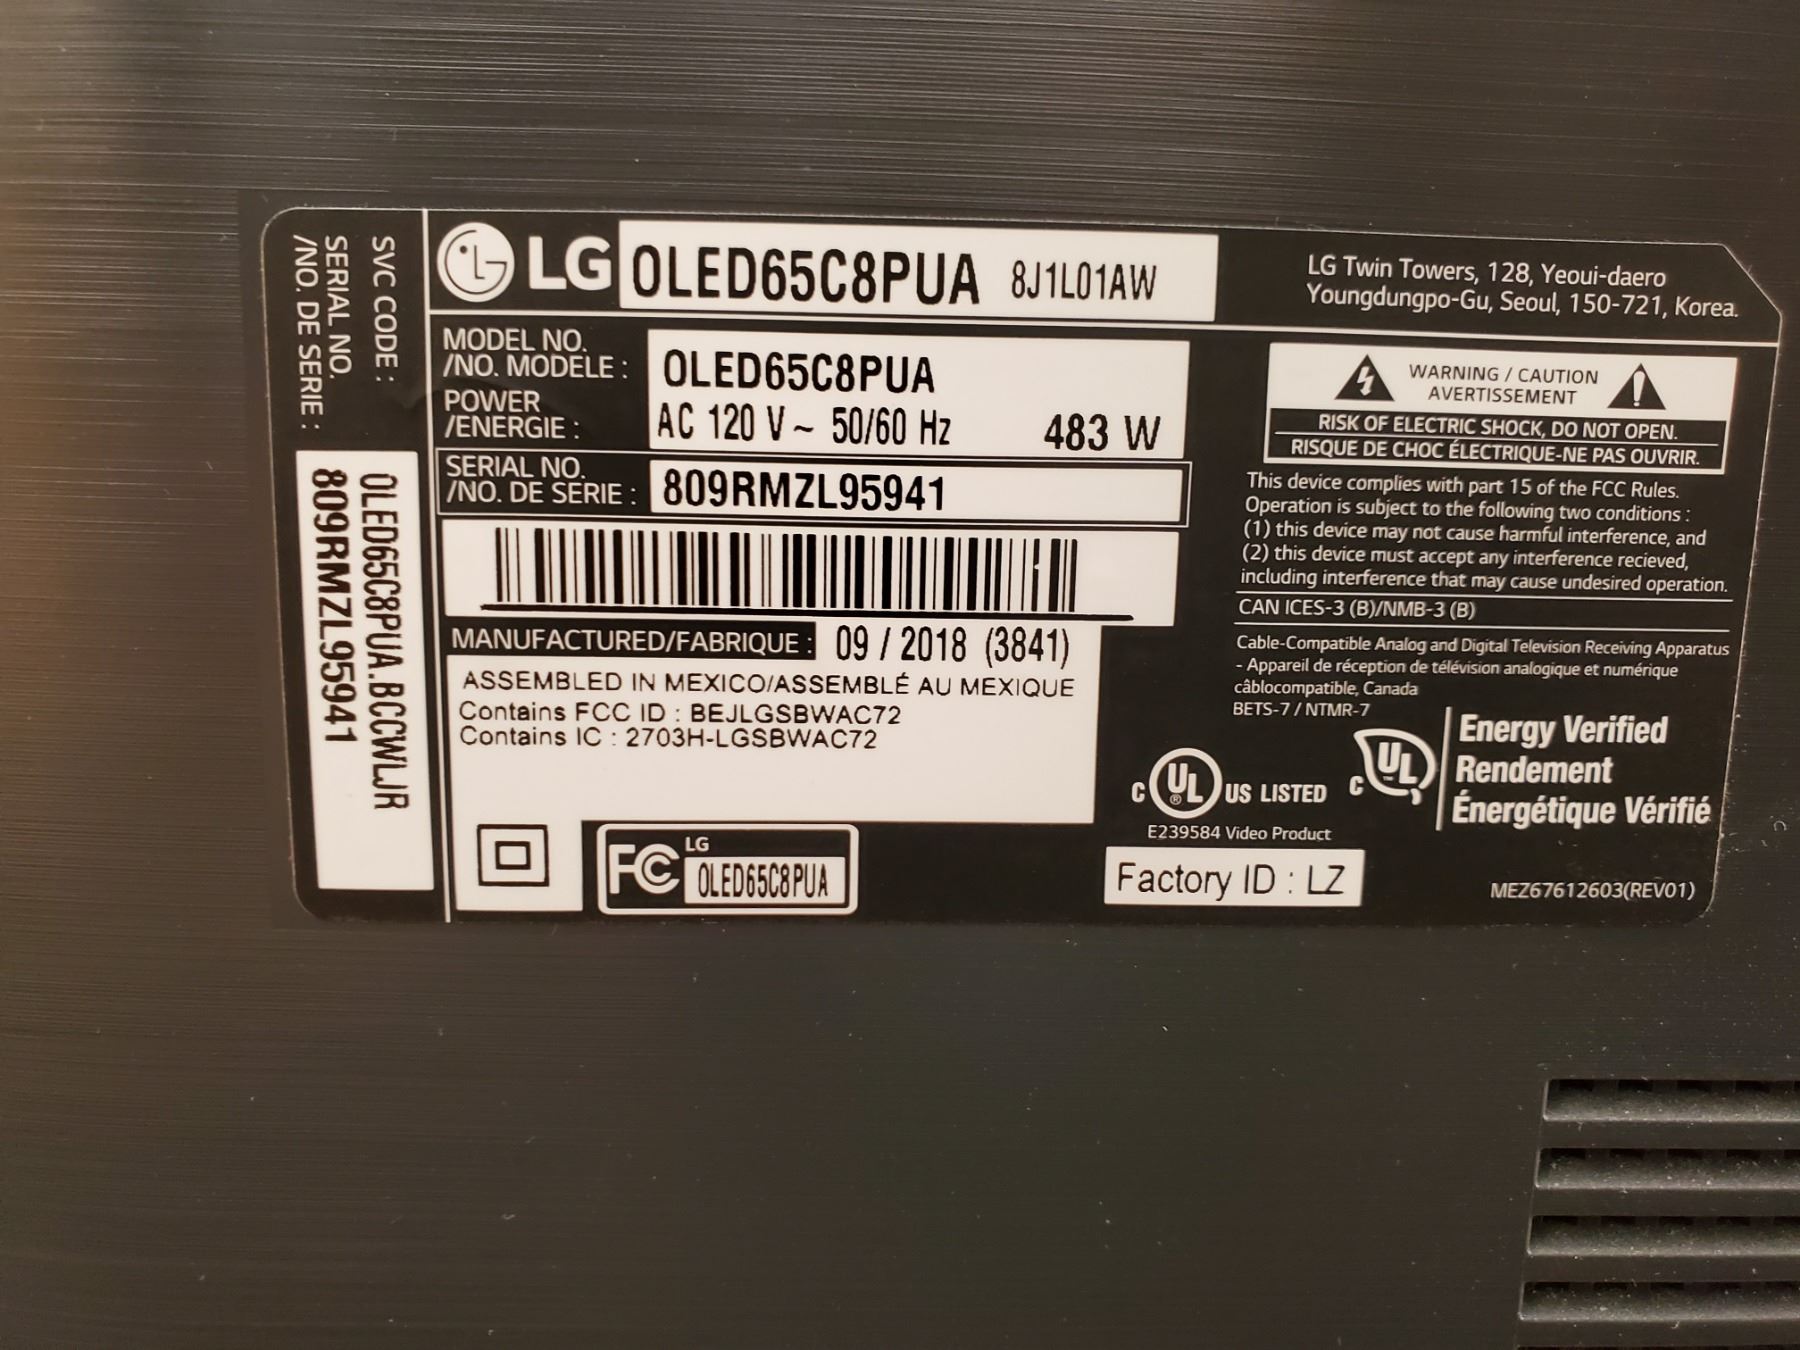 SVC CODE :
SERIAL NO.
/NO. DE SERIE :
OLED65C8PUA.BCCWLJR
809RMZL95941
LG OLED65C8PUA 8J1L01AW
LG Twin Towers, 128, Yeoui-daero
Youngdungpo-Gu, Seoul, 150-721, Korea.
MODEL NO.
/NO. MODÈLE : OLED65C8PUA
POWER
/ENERGIE : AC 120 V ~ 50/60 Hz 483 W
SERIAL NO.
/NO. DE SERIE : 809RMZL95941
MANUFACTURED/FABRIQUE : 09 / 2018 (3841)
ASSEMBLED IN MEXICO/ASSEMBLÉ AU MEXIQUE
Contains FCC ID : BEJLGSBWAC72
Contains IC : 2703H-LGSBWAC72
FC LG
OLED65C8PUA
WARNING / CAUTION
AVERTISSEMENT
RISK OF ELECTRIC SHOCK, DO NOT OPEN.
RISQUE DE CHOC ÉLECTRIQUE-NE PAS OUVRIR.
This device complies with part 15 of the FCC Rules.
Operation is subject to the following two conditions :
(1) this device may not cause harmful interference, and
(2) this device must accept any interference recieved,
including interference that may cause undesired operation.
CAN ICES-3 (B)/NMB-3 (B)
Cable-Compatible Analog and Digital Television Receiving Apparatus
- Appareil de réception de télévision analogique et numérique
câblocompatible, Canada
BETS-7 / NTMR-7
C UL ® US LISTED
E239584 Video Product
C UL ™
Energy Verified
Rendement
Énergétique Vérifié
Factory ID : LZ
MEZ67612603(REV01)